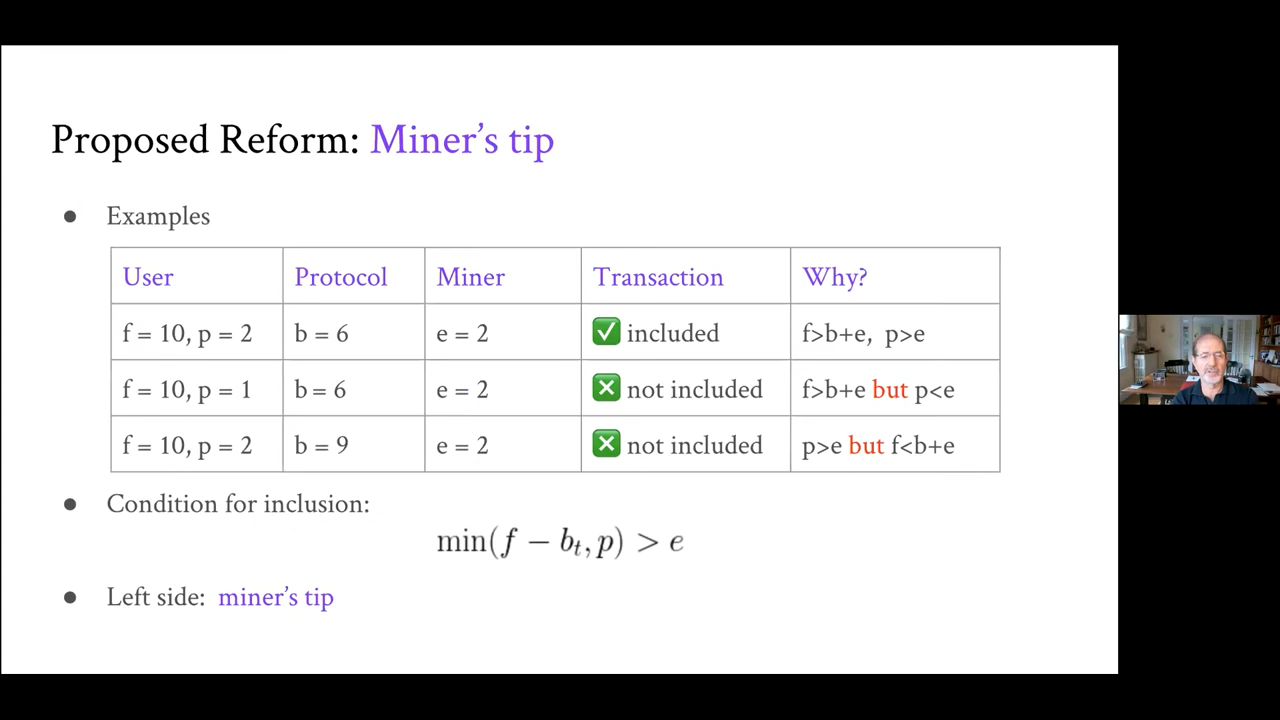 Proposed Reform: Miner's tip
● Examples
User Protocol Miner Transaction Why?
f = 10, p = 2 b = 6 e = 2 ✅ included f>b+e, p>e
f = 10, p = 1 b = 6 e = 2 ❎ not included f>b+e but p<e
f = 10, p = 2 b = 9 e = 2 ❎ not included p>e but f<b+e
● Condition for inclusion:
min(f − bₜ, p) > e
● Left side: miner's tip